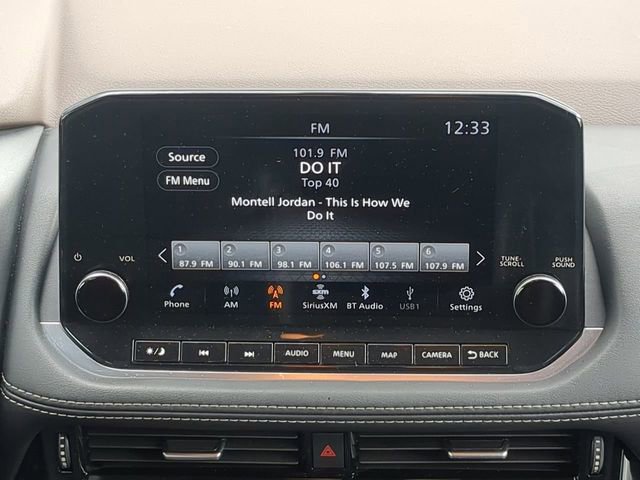 FM
12:33
Source
FM Menu
101.9 FM
DO IT
Top 40
Montell Jordan - This Is How We
Do It
1 2 3 4 5 6
87.9 FM 90.1 FM 98.1 FM 106.1 FM 107.5 FM 107.9 FM
VOL
TUNE-
SCROLL
PUSH
SOUND
Phone AM FM SXM SiriusXM BT Audio USB1 Settings
AUDIO MENU MAP CAMERA BACK